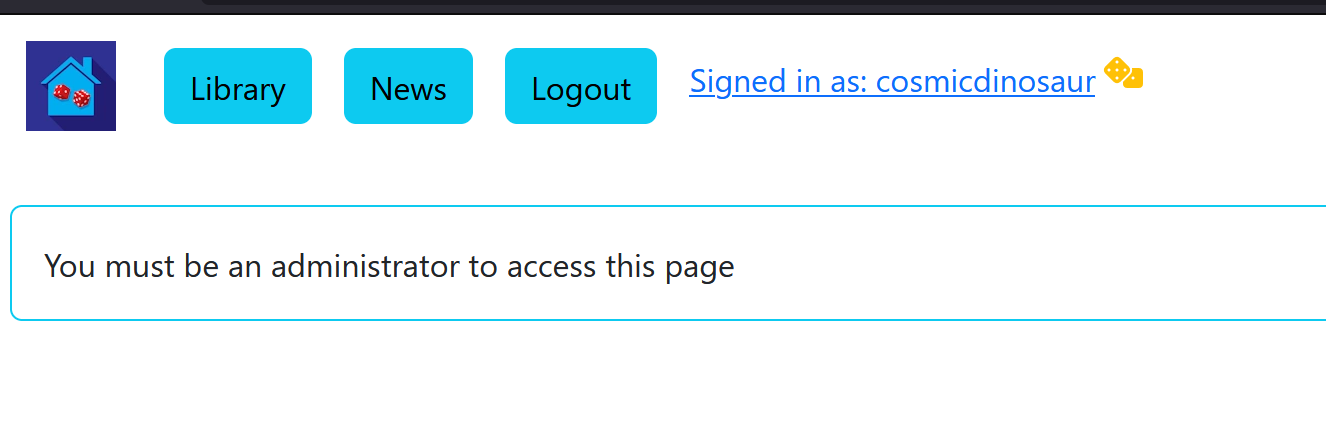 Library News Logout Signed in as: cosmicdinosaur
You must be an administrator to access this page